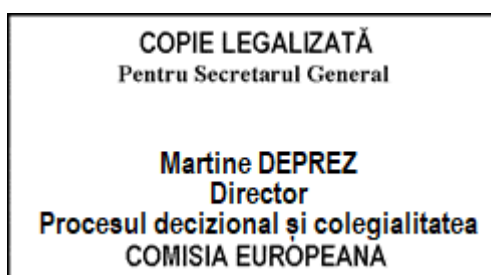 COPIE LEGALIZATĂ
Pentru Secretarul General
Martine DEPREZ
Director
Procesul decizional și colegialitatea
COMISIA EUROPEANA